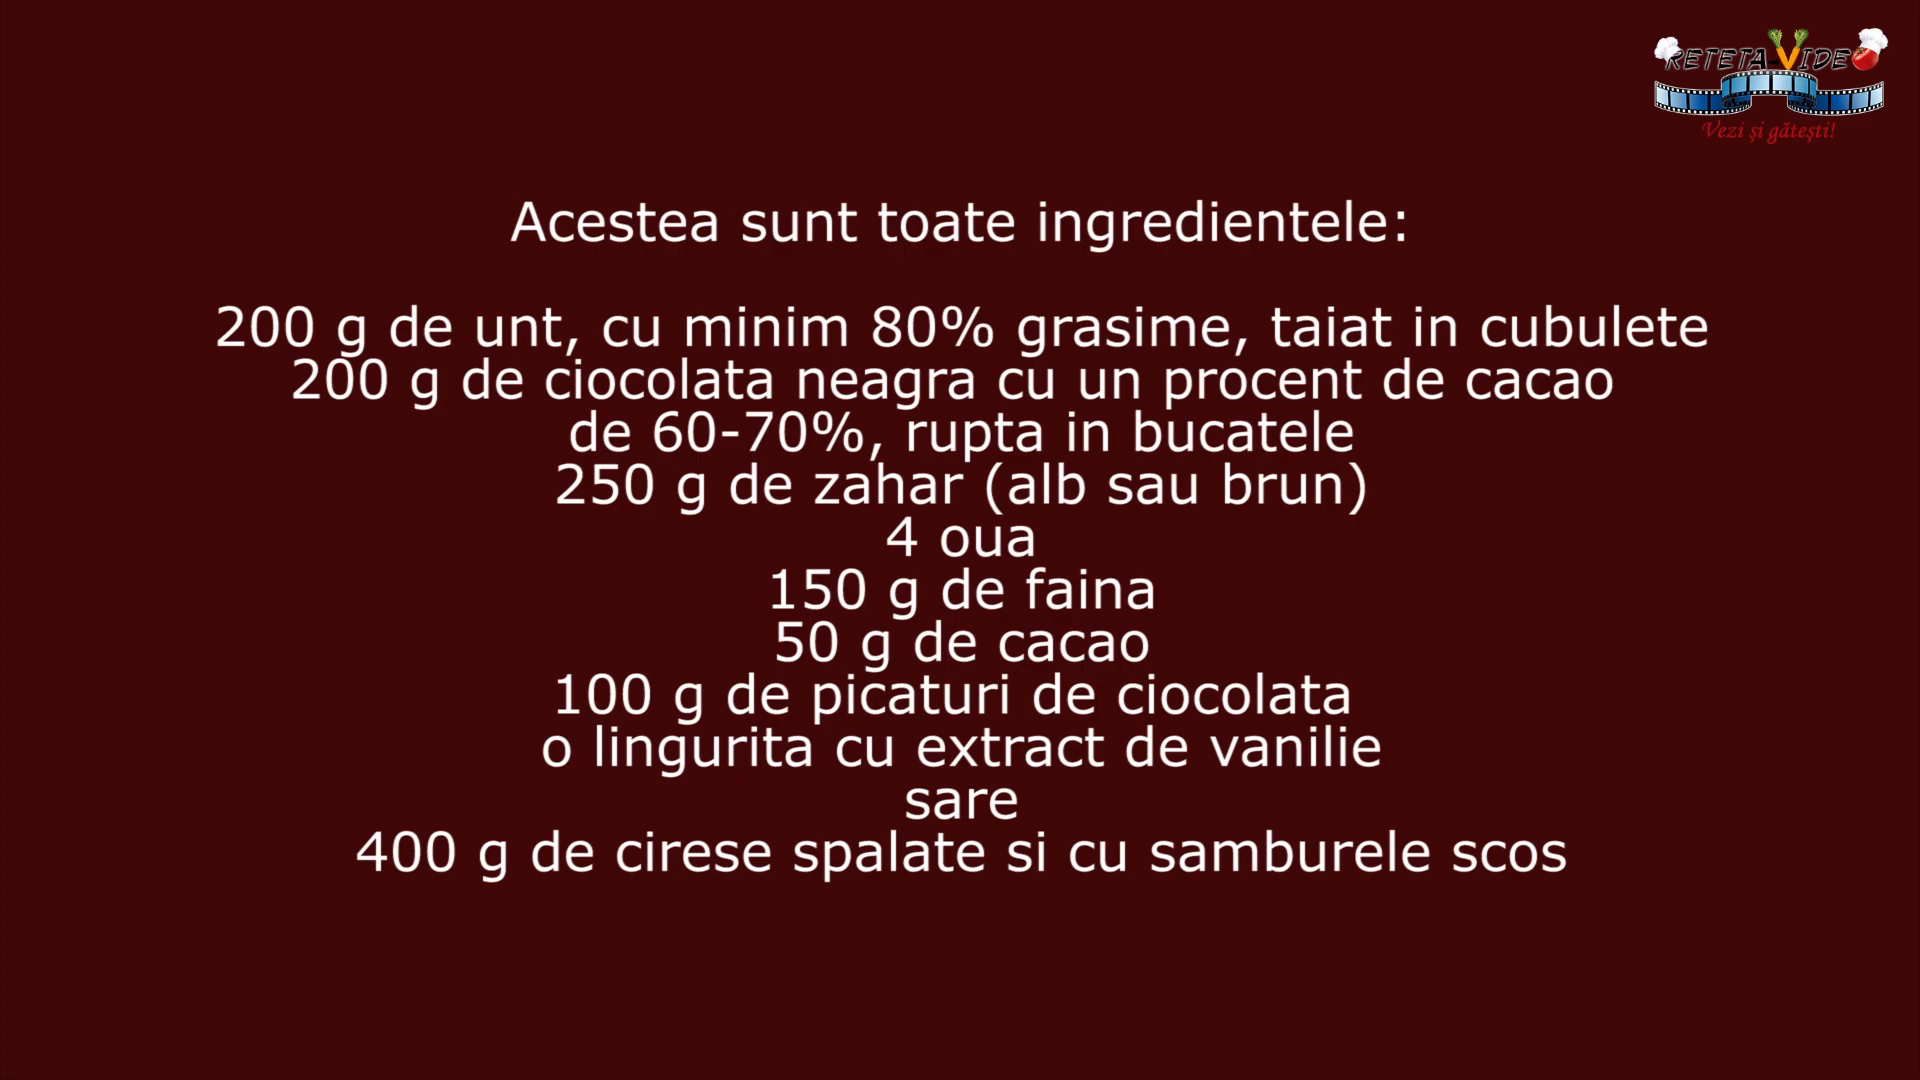 RETETA VIDEO
Vezi și gătești!
Acestea sunt toate ingredientele:
200 g de unt, cu minim 80% grasime, taiat in cubulete
200 g de ciocolata neagra cu un procent de cacao
de 60-70%, rupta in bucatele
250 g de zahar (alb sau brun)
4 oua
150 g de faina
50 g de cacao
100 g de picaturi de ciocolata
o lingurita cu extract de vanilie
sare
400 g de cirese spalate si cu samburele scos